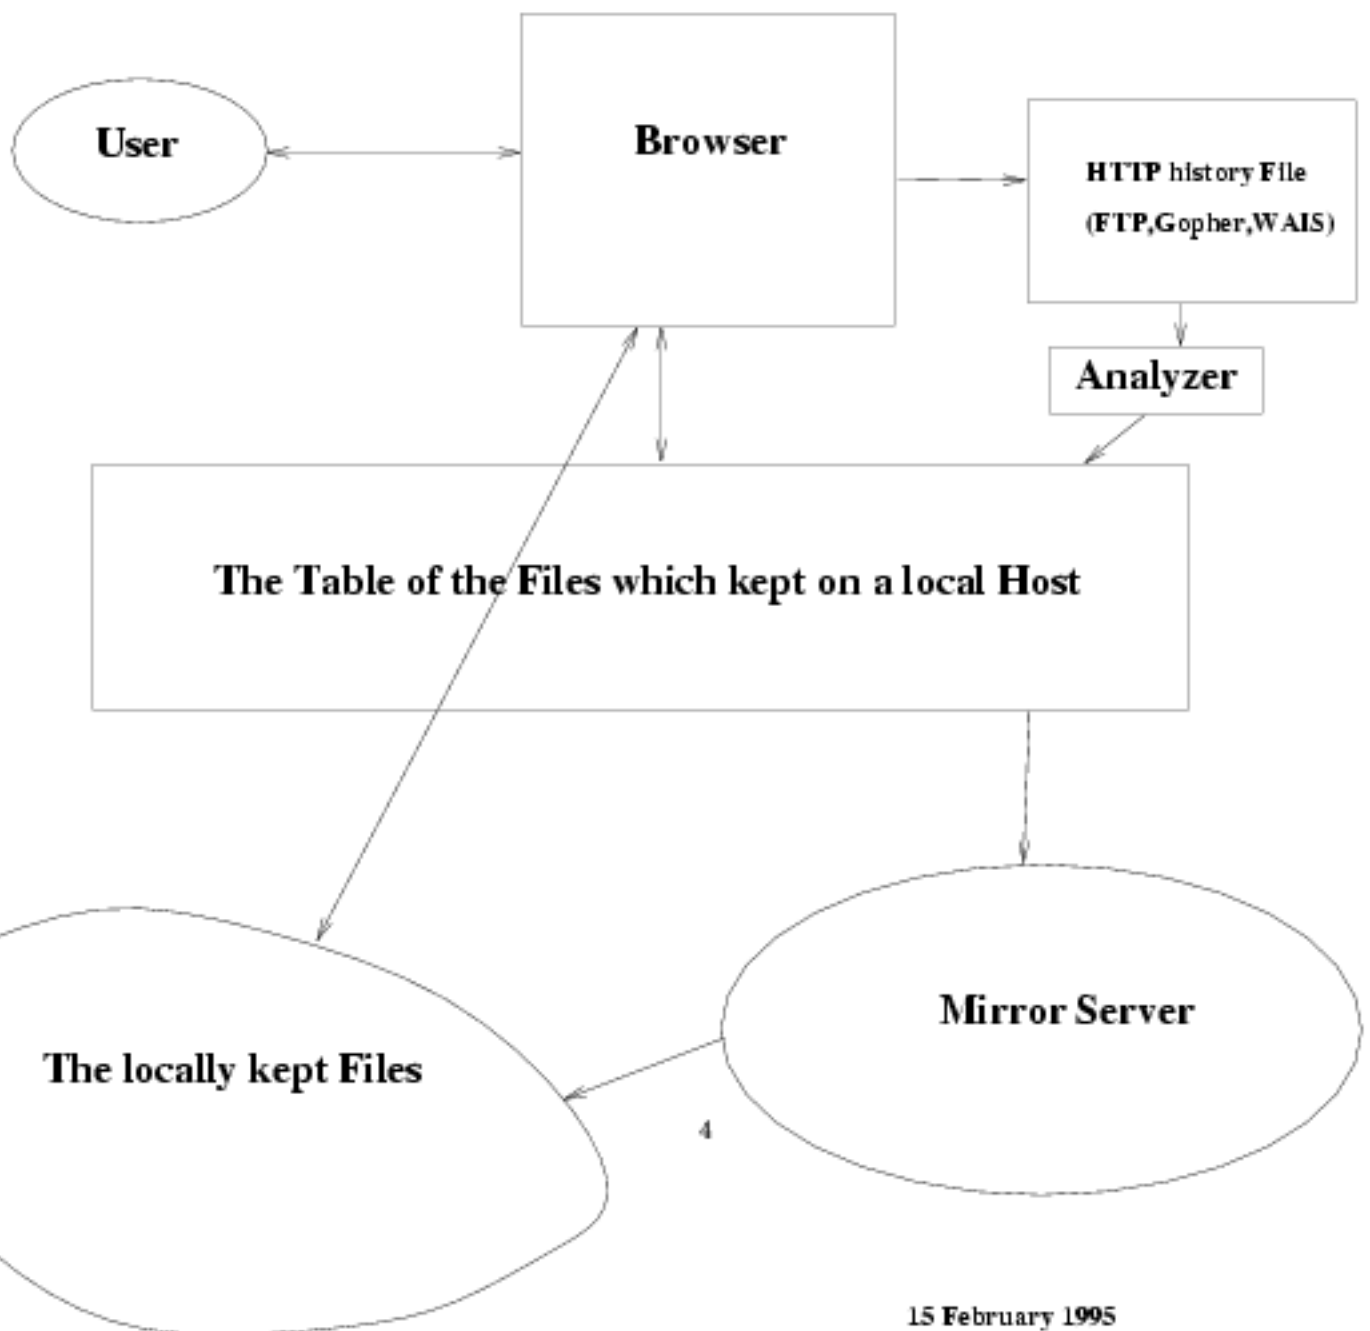 User
Browser
HTTP history File
(FTP,Gopher,WAIS)
Analyzer
The Table of the Files which kept on a local Host
Mirror Server
The locally kept Files
4
15 February 1995